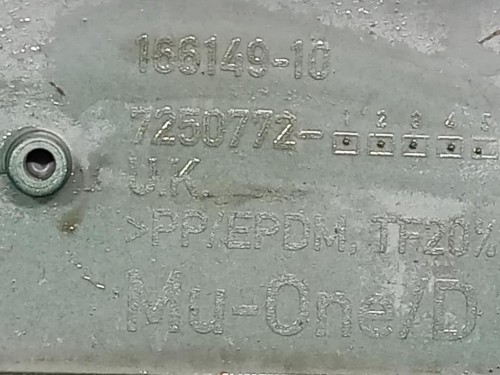 166149-10
1 2 3 4 5
7250772-
U.K.
>PP/EPDM, TF20%
Mu-One/D